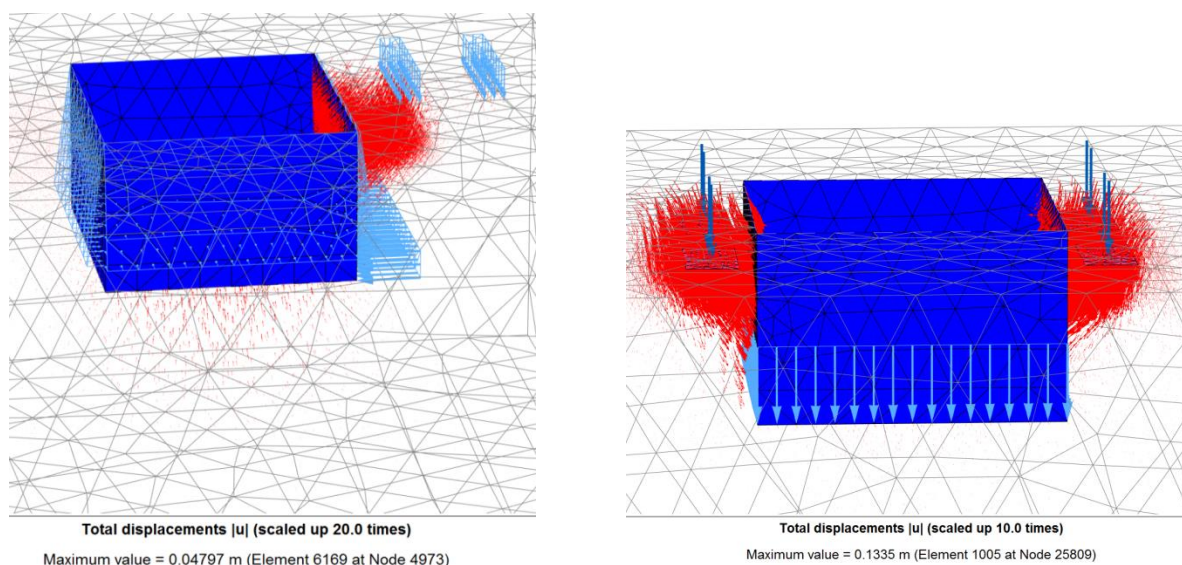 Total displacements |u| (scaled up 20.0 times)
Maximum value = 0.04797 m (Element 6169 at Node 4973)
Total displacements |u| (scaled up 10.0 times)
Maximum value = 0.1335 m (Element 1005 at Node 25809)